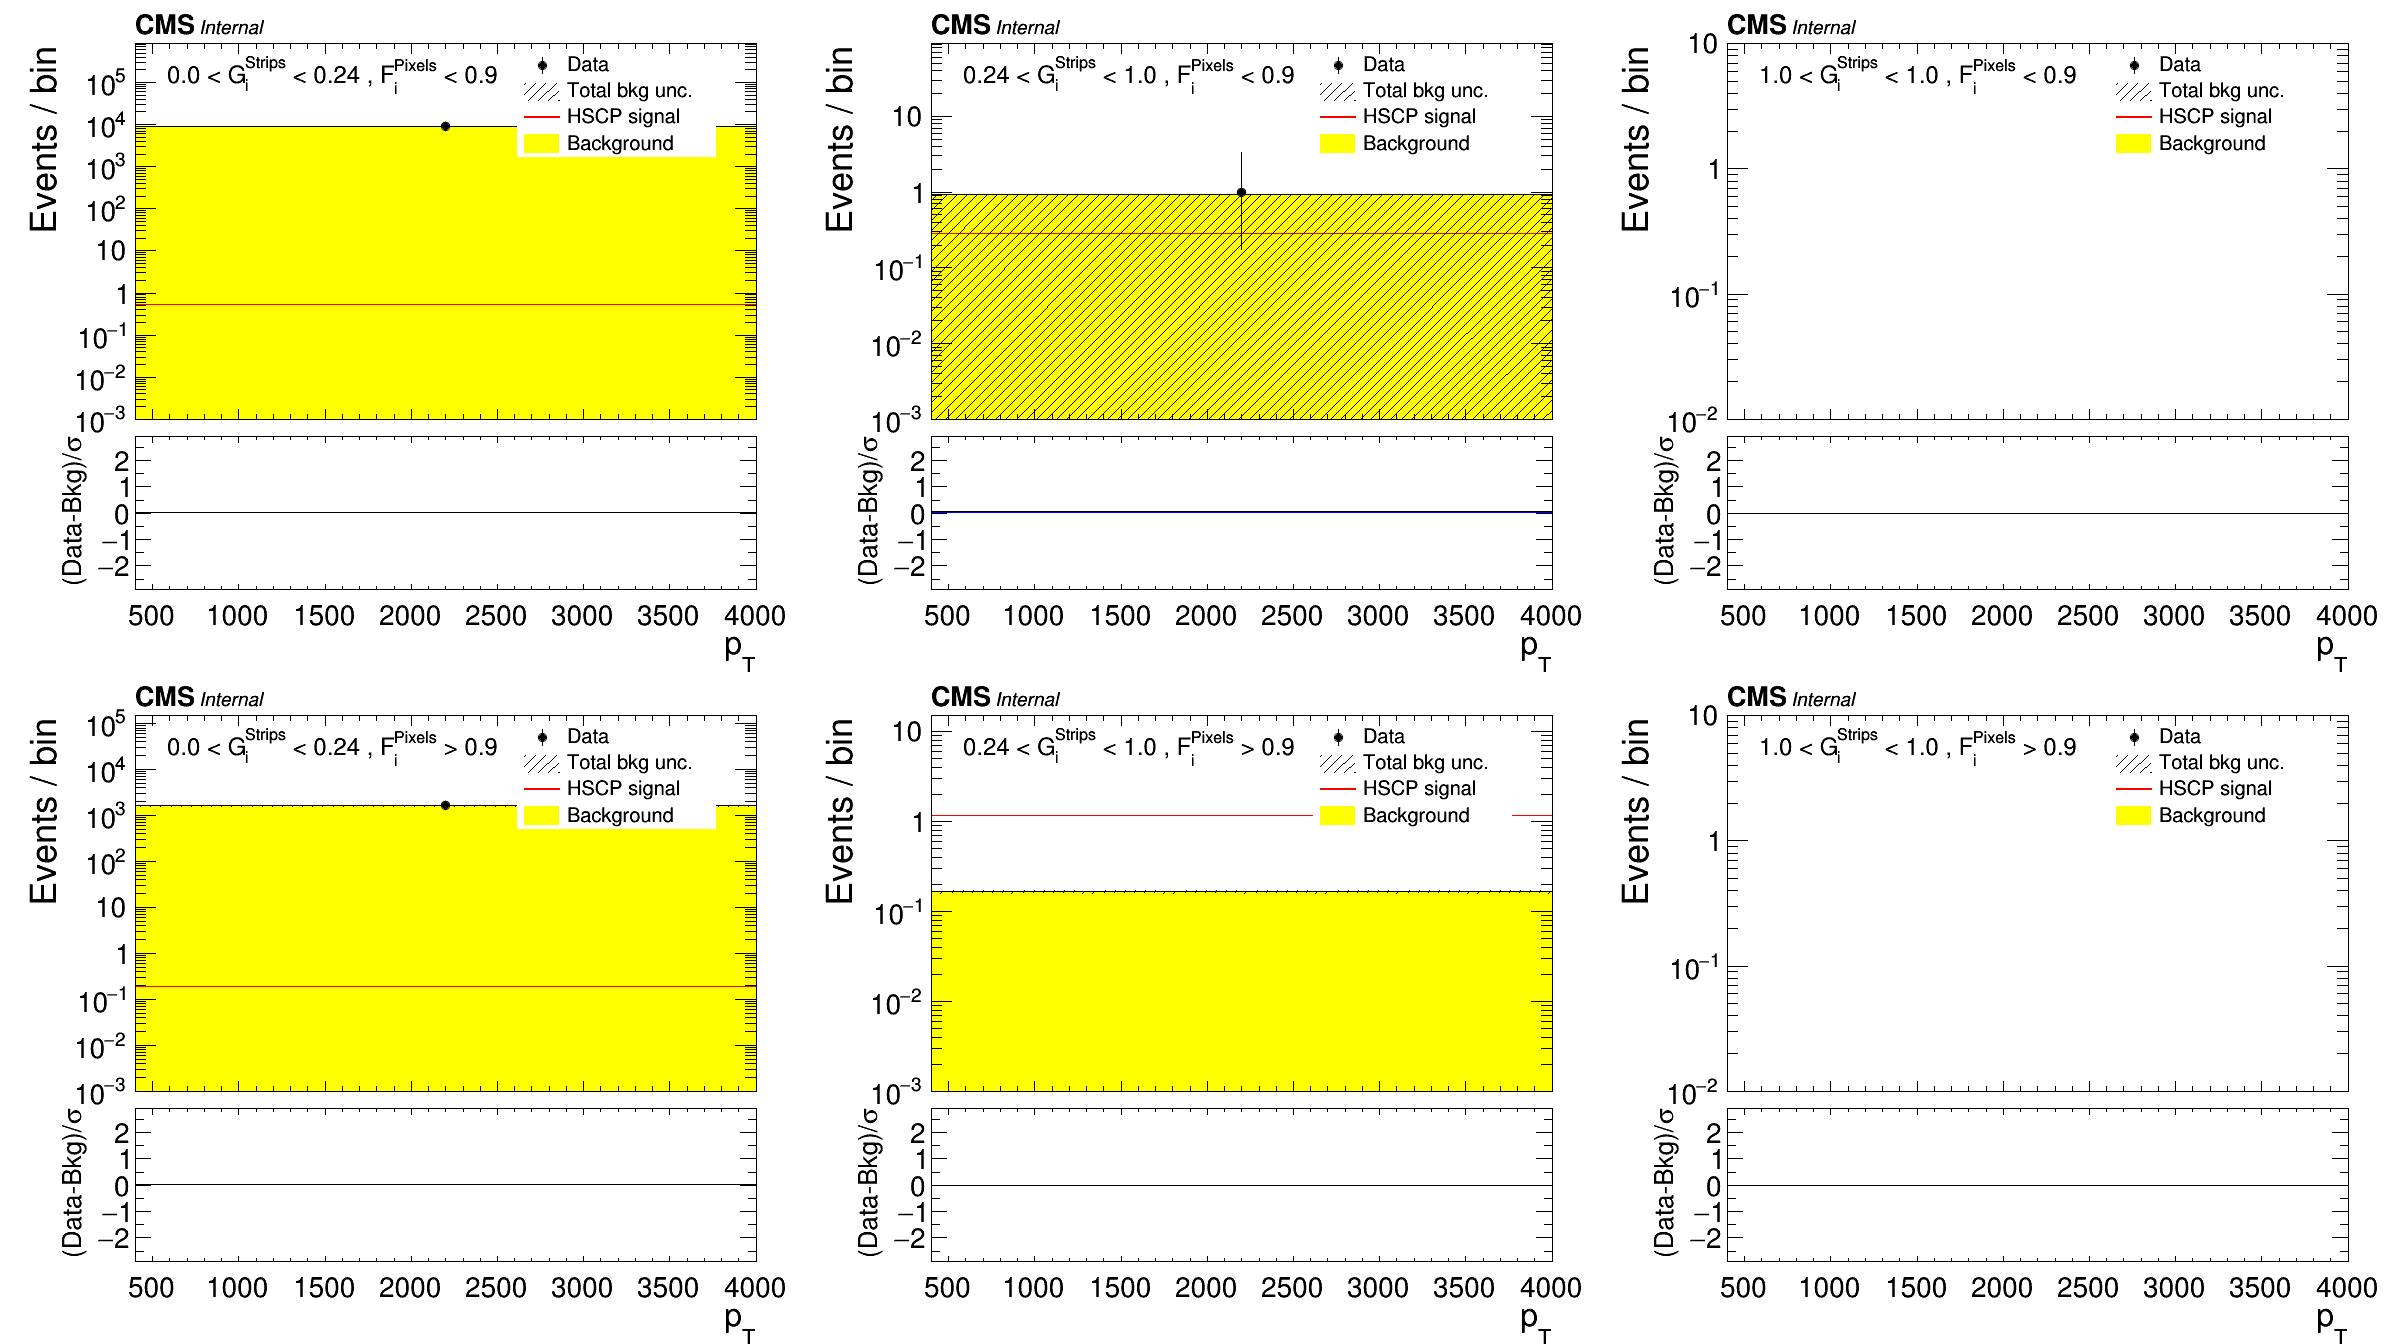 CMS Internal
Events / bin
0.0 < G_i^Strips < 0.24 , F_i^Pixels < 0.9
Data
Total bkg unc.
HSCP signal
Background
10^5
10^4
10^3
10^2
10
1
10^−1
10^−2
10^−3
(Data-Bkg)/σ
2
1
0
−1
−2
500 1000 1500 2000 2500 3000 3500 4000
p_T
CMS Internal
Events / bin
0.24 < G_i^Strips < 1.0 , F_i^Pixels < 0.9
Data
Total bkg unc.
HSCP signal
Background
10
1
10^−1
10^−2
10^−3
(Data-Bkg)/σ
2
1
0
−1
−2
500 1000 1500 2000 2500 3000 3500 4000
p_T
CMS Internal
Events / bin
1.0 < G_i^Strips < 1.0 , F_i^Pixels < 0.9
Data
Total bkg unc.
HSCP signal
Background
10
1
10^−1
10^−2
(Data-Bkg)/σ
2
1
0
−1
−2
500 1000 1500 2000 2500 3000 3500 4000
p_T
CMS Internal
Events / bin
0.0 < G_i^Strips < 0.24 , F_i^Pixels > 0.9
Data
Total bkg unc.
HSCP signal
Background
10^5
10^4
10^3
10^2
10
1
10^−1
10^−2
10^−3
(Data-Bkg)/σ
2
1
0
−1
−2
500 1000 1500 2000 2500 3000 3500 4000
p_T
CMS Internal
Events / bin
0.24 < G_i^Strips < 1.0 , F_i^Pixels > 0.9
Data
Total bkg unc.
HSCP signal
Background
10
1
10^−1
10^−2
10^−3
(Data-Bkg)/σ
2
1
0
−1
−2
500 1000 1500 2000 2500 3000 3500 4000
p_T
CMS Internal
Events / bin
1.0 < G_i^Strips < 1.0 , F_i^Pixels > 0.9
Data
Total bkg unc.
HSCP signal
Background
10
1
10^−1
10^−2
(Data-Bkg)/σ
2
1
0
−1
−2
500 1000 1500 2000 2500 3000 3500 4000
p_T